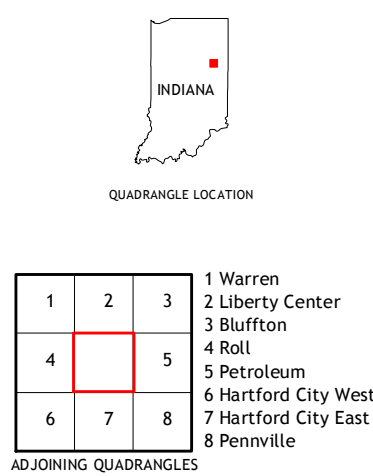 INDIANA
QUADRANGLE LOCATION
1 2 3
4 5
6 7 8
1 Warren
2 Liberty Center
3 Bluffton
4 Roll
5 Petroleum
6 Hartford City West
7 Hartford City East
8 Pennville
ADJOINING QUADRANGLES